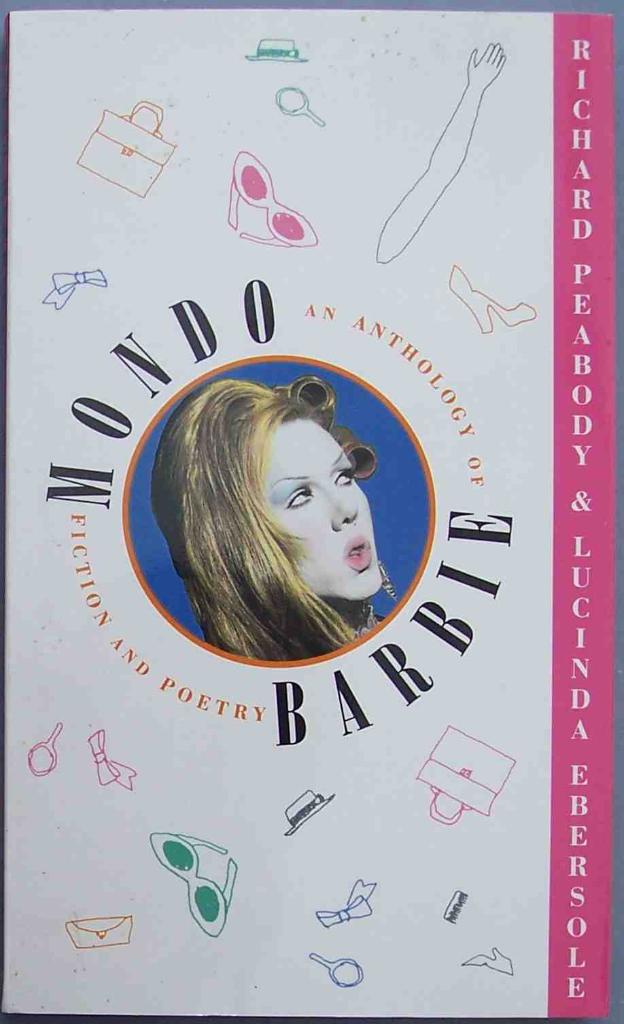 MONDO
BARBIE
AN ANTHOLOGY OF
FICTION AND POETRY
RICHARD PEABODY & LUCINDA EBERSOLE